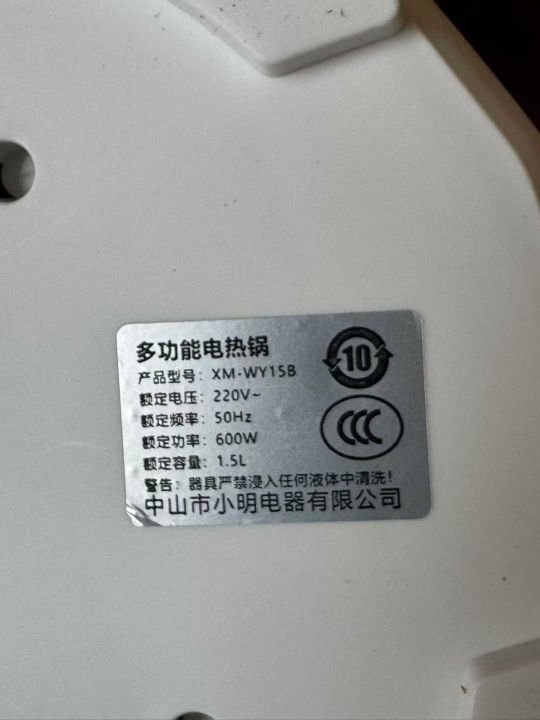 多功能电热锅
产品型号：XM-WY15B
额定电压：220V~
额定频率：50Hz
额定功率：600W
额定容量：1.5L
警告：器具严禁浸入任何液体中清洗！
中山市小明电器有限公司
10
CCC